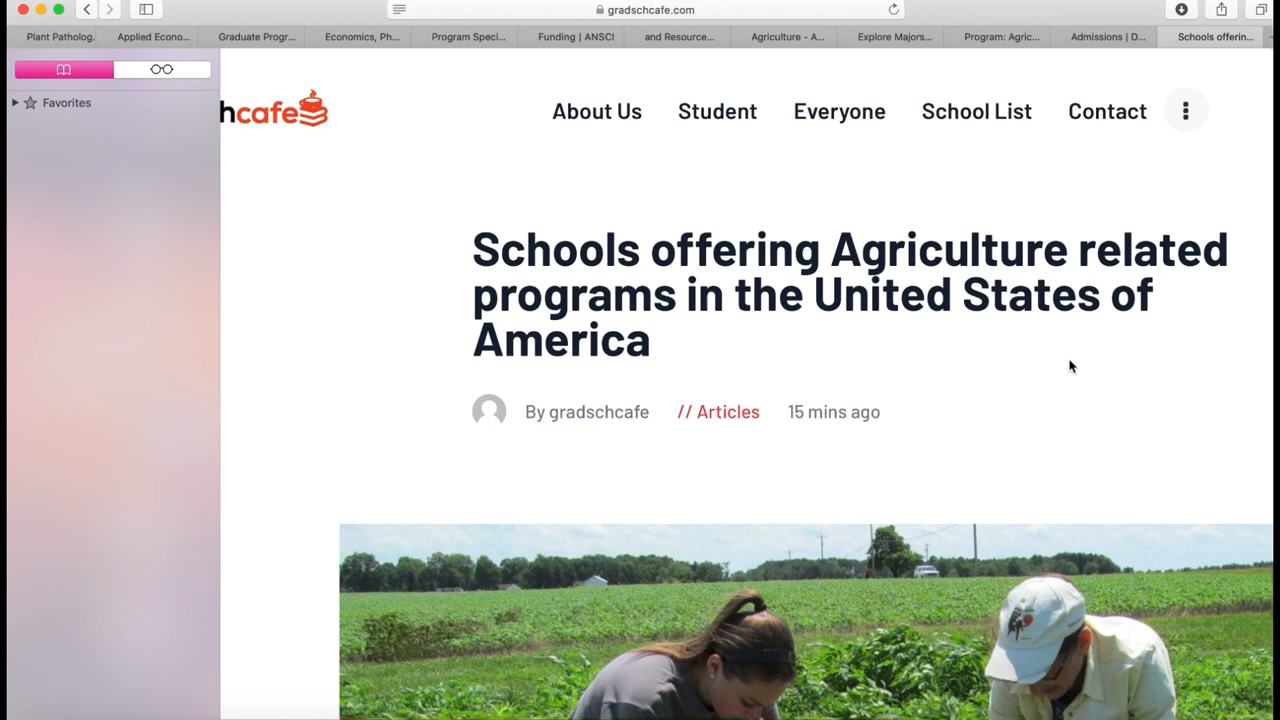 gradschcafe.com
Plant Patholog.
Applied Econo...
Graduate Progr...
Economics, Ph...
Program Speci...
Funding | ANSCI
and Resource...
Agriculture - A...
Explore Majors...
Program: Agric...
Admissions | D...
Schools offerin...
Favorites
hcafe
About Us
Student
Everyone
School List
Contact
Schools offering Agriculture related
programs in the United States of
America
By gradschcafe
// Articles
15 mins ago